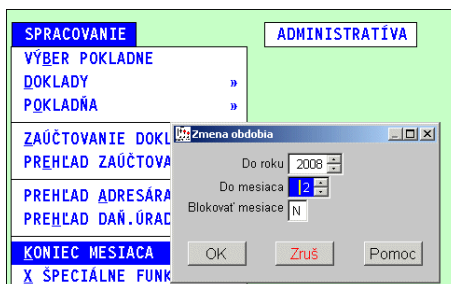 SPRACOVANIE ADMINISTRATÍVA
VÝBER POKLADNE
DOKLADY »
POKLADŇA »
ZAÚČTOVANIE DOKL
PREHĽAD ZAÚČTOVA
PREHĽAD ADRESÁRA
PREHĽAD DAŇ.ÚRAD
KONIEC MESIACA
X ŠPECIÁLNE FUNK
Zmena obdobia
Do roku 2008
Do mesiaca 2
Blokovať mesiace N
OK Zruš Pomoc